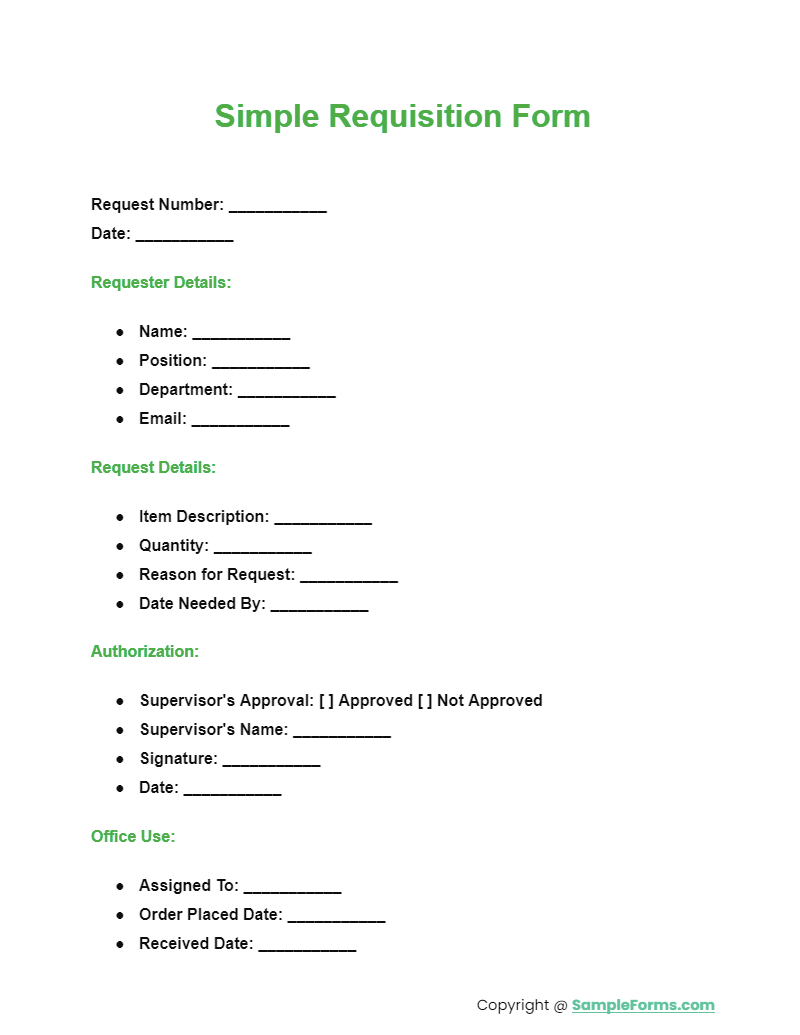 Simple Requisition Form
Request Number: ___________
Date: ___________
Requester Details:
● Name: ___________
● Position: ___________
● Department: ___________
● Email: ___________
Request Details:
● Item Description: ___________
● Quantity: ___________
● Reason for Request: ___________
● Date Needed By: ___________
Authorization:
● Supervisor's Approval: [ ] Approved [ ] Not Approved
● Supervisor's Name: ___________
● Signature: ___________
● Date: ___________
Office Use:
● Assigned To: ___________
● Order Placed Date: ___________
● Received Date: ___________
Copyright @ SampleForms.com